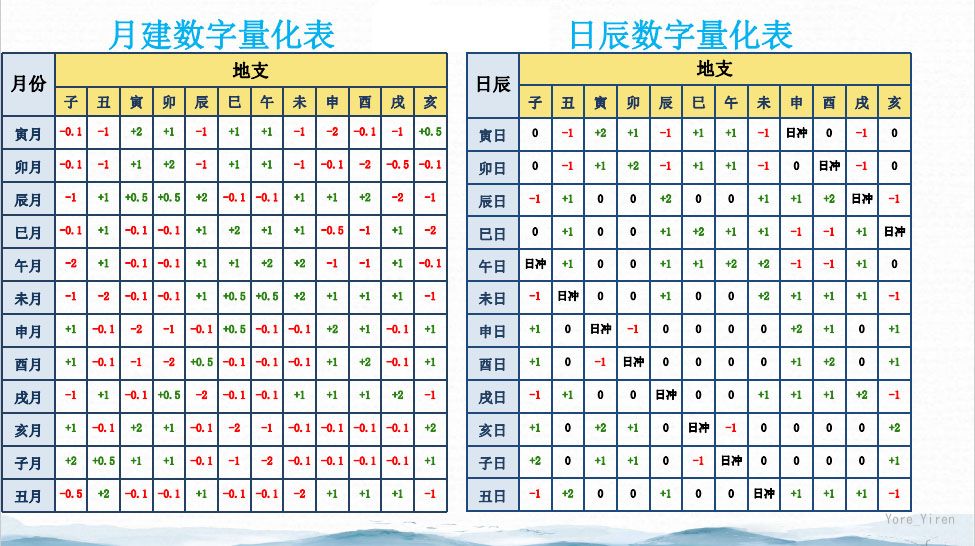 月建数字量化表
月份 地支
子 丑 寅 卯 辰 巳 午 未 申 酉 戌 亥
寅月 -0.1 -1 +2 +1 -1 +1 +1 -1 -2 -0.1 -1 +0.5
卯月 -0.1 -1 +1 +2 -1 +1 +1 -1 -0.1 -2 -0.5 -0.1
辰月 -1 +1 +0.5 +0.5 +2 -0.1 -0.1 +1 +1 +2 -2 -1
巳月 -0.1 +1 -0.1 -0.1 +1 +2 +1 +1 -0.5 -1 +1 -2
午月 -2 +1 -0.1 -0.1 +1 +1 +2 +2 -1 -1 +1 -0.1
未月 -1 -2 -0.1 -0.1 +1 +0.5 +0.5 +2 +1 +1 +1 -1
申月 +1 -0.1 -2 -1 -0.1 +0.5 -0.1 -0.1 +2 +1 -0.1 +1
酉月 +1 -0.1 -1 -2 +0.5 -0.1 -0.1 -0.1 +1 +2 -0.1 +1
戌月 -1 +1 -0.1 +0.5 -2 -0.1 -0.1 +1 +1 +1 +2 -1
亥月 +1 -0.1 +2 +1 -0.1 -2 -1 -0.1 -0.1 -0.1 -0.1 +2
子月 +2 +0.5 +1 +1 -0.1 -1 -2 -0.1 -0.1 -0.1 -0.1 +1
丑月 -0.5 +2 -0.1 -0.1 +1 -0.1 -0.1 -2 +1 +1 +1 -1
日辰数字量化表
日辰 地支
子 丑 寅 卯 辰 巳 午 未 申 酉 戌 亥
寅日 0 -1 +2 +1 -1 +1 +1 -1 日冲 0 -1 0
卯日 0 -1 +1 +2 -1 +1 +1 -1 0 日冲 -1 0
辰日 -1 +1 0 0 +2 0 0 +1 +1 +2 日冲 -1
巳日 0 +1 0 0 +1 +2 +1 +1 -1 -1 +1 日冲
午日 日冲 +1 0 0 +1 +1 +2 +2 -1 -1 +1 0
未日 -1 日冲 0 0 +1 0 0 +2 +1 +1 +1 -1
申日 +1 0 日冲 -1 0 0 0 0 +2 +1 0 +1
酉日 +1 0 -1 日冲 0 0 0 0 +1 +2 0 +1
戌日 -1 +1 0 0 日冲 0 0 +1 +1 +1 +2 -1
亥日 +1 0 +2 +1 0 日冲 -1 0 0 0 0 +2
子日 +2 0 +1 +1 0 -1 日冲 0 0 0 0 +1
丑日 -1 +2 0 0 +1 0 0 日冲 +1 +1 +1 -1
Yore Yiren